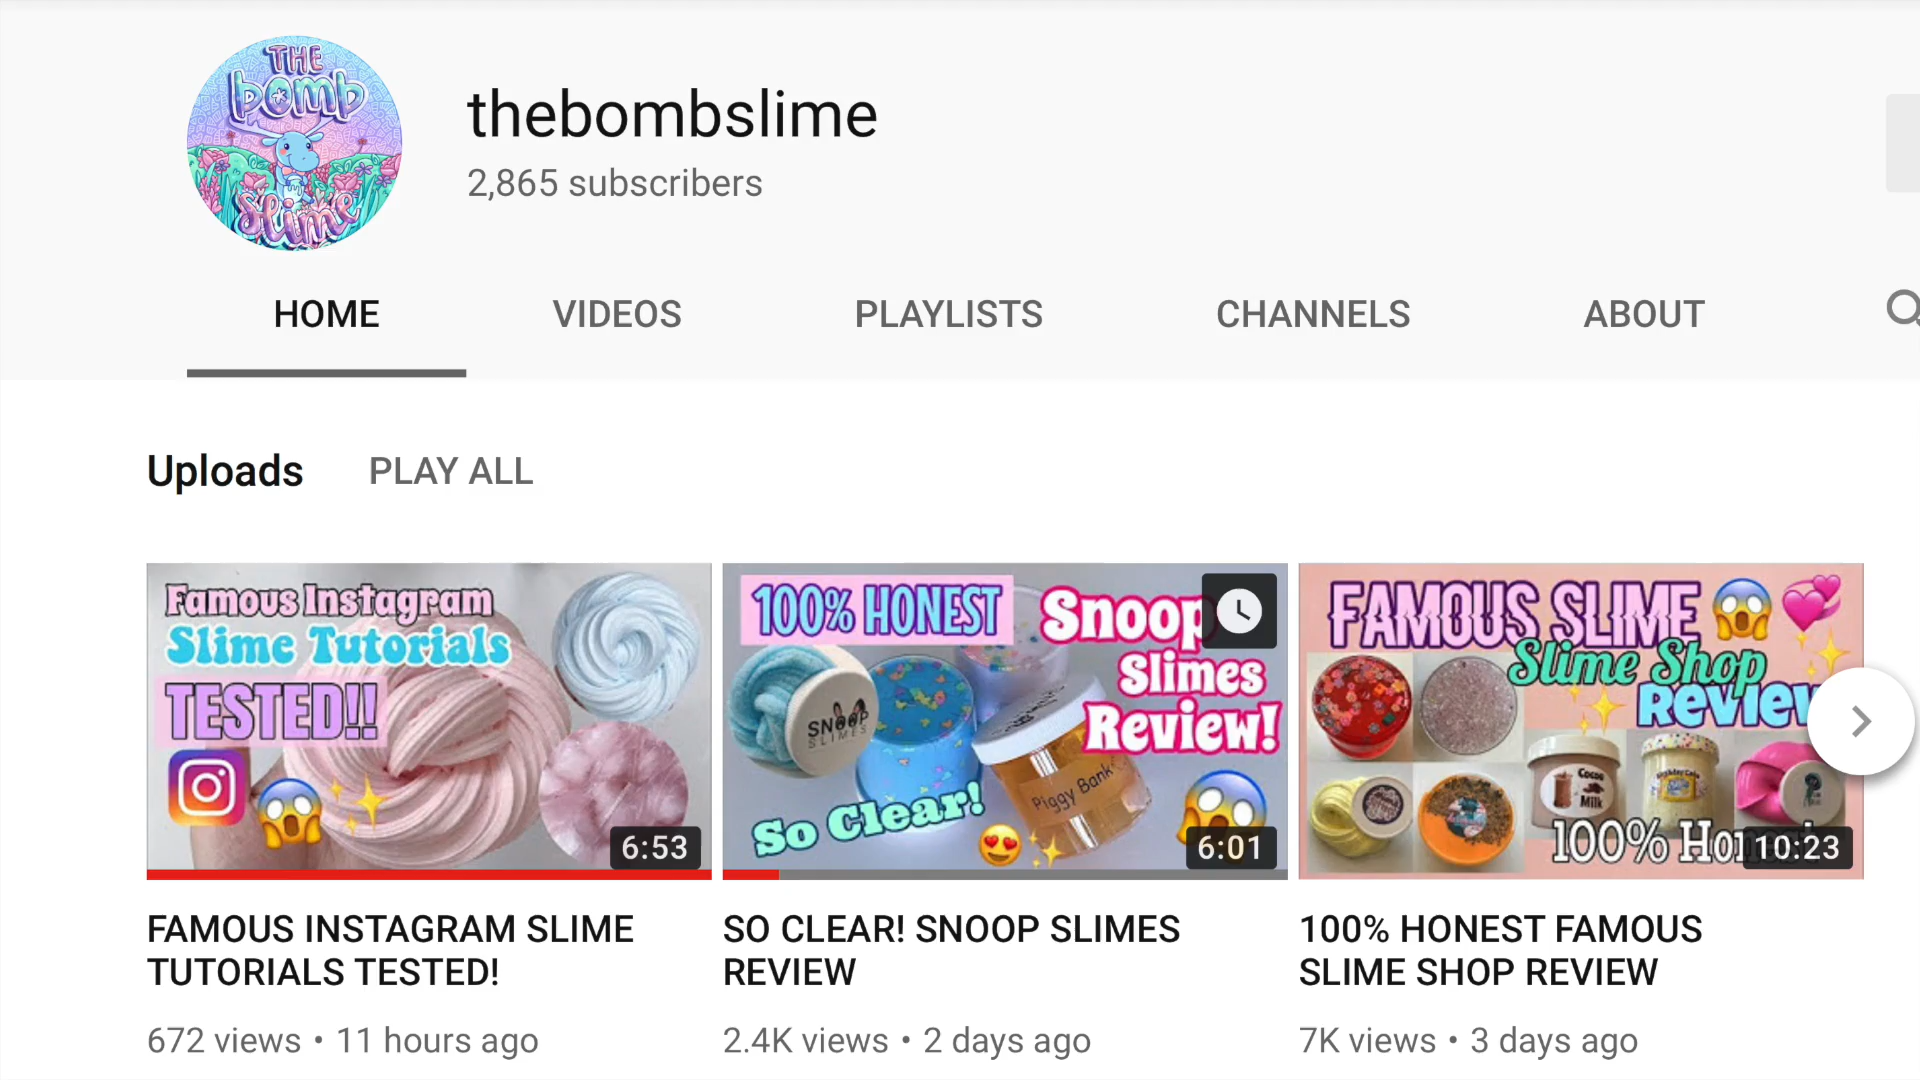 THE
bomb
slime
thebombslime
2,865 subscribers
HOME VIDEOS PLAYLISTS CHANNELS ABOUT
Uploads PLAY ALL
Famous Instagram
Slime Tutorials
TESTED!!
6:53
100% HONEST
Snoop
Slimes
Review!
SNOOP
SLIMES
Piggy Bank
So Clear!
6:01
FAMOUS SLIME
Slime Shop
Review
Cocoa
Milk
Birthday Cake
100% Hon
10:23
FAMOUS INSTAGRAM SLIME
TUTORIALS TESTED!
672 views • 11 hours ago
SO CLEAR! SNOOP SLIMES
REVIEW
2.4K views • 2 days ago
100% HONEST FAMOUS
SLIME SHOP REVIEW
7K views • 3 days ago